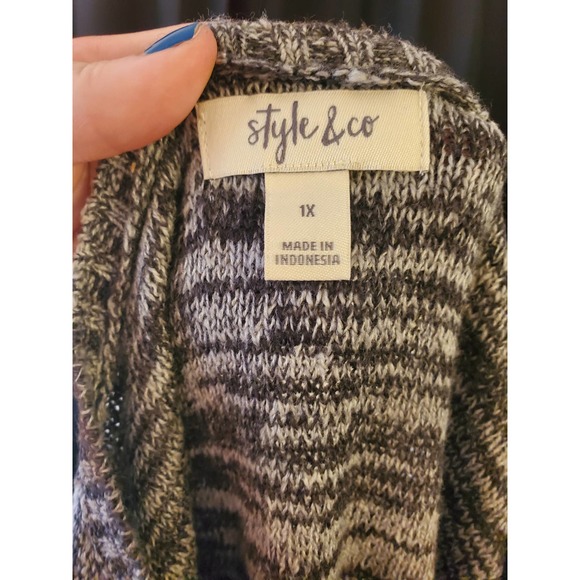 style & co
1X
MADE IN
INDONESIA